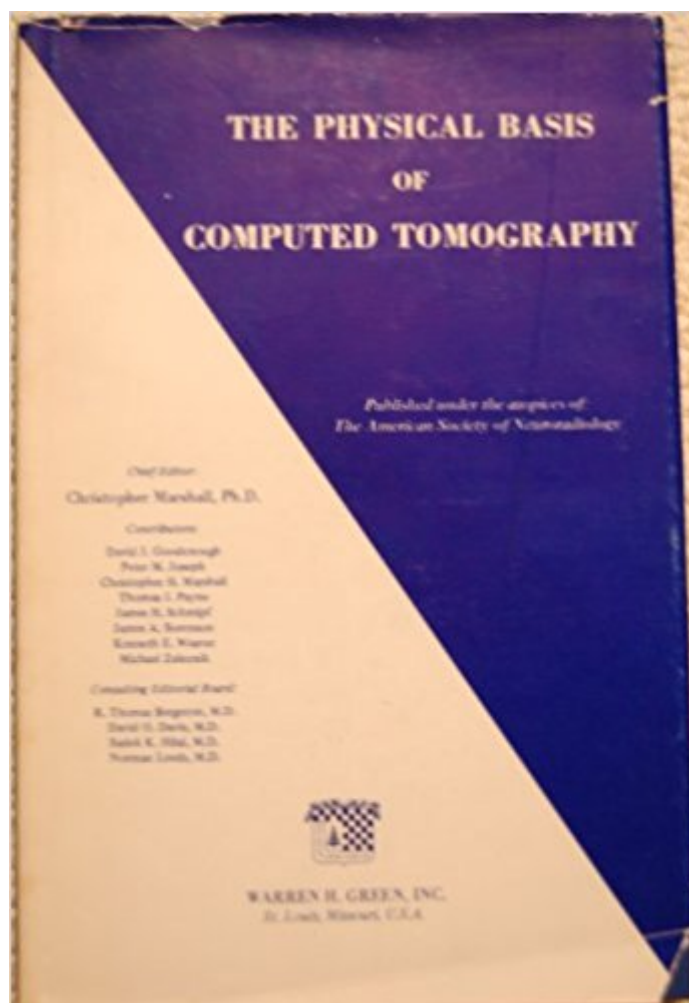 THE PHYSICAL BASIS
OF
COMPUTED TOMOGRAPHY
Published under the auspices of:
The American Society of Neuroradiology
Chief Editor:
Christopher Marshall, Ph.D.
Contributors:
David J. Goodenough
Peter M. Joseph
Christopher H. Marshall
Thomas J. Payne
James A. Sorenson
Kenneth E. Weaver
Michael
Consulting Editorial Board:
R. Thomas Bergeron, M.D.
David O. Davis, M.D.
Sadek K. Hilal, M.D.
Norman Leeds, M.D.
WARREN H. GREEN, INC.
St. Louis, Missouri, U.S.A.